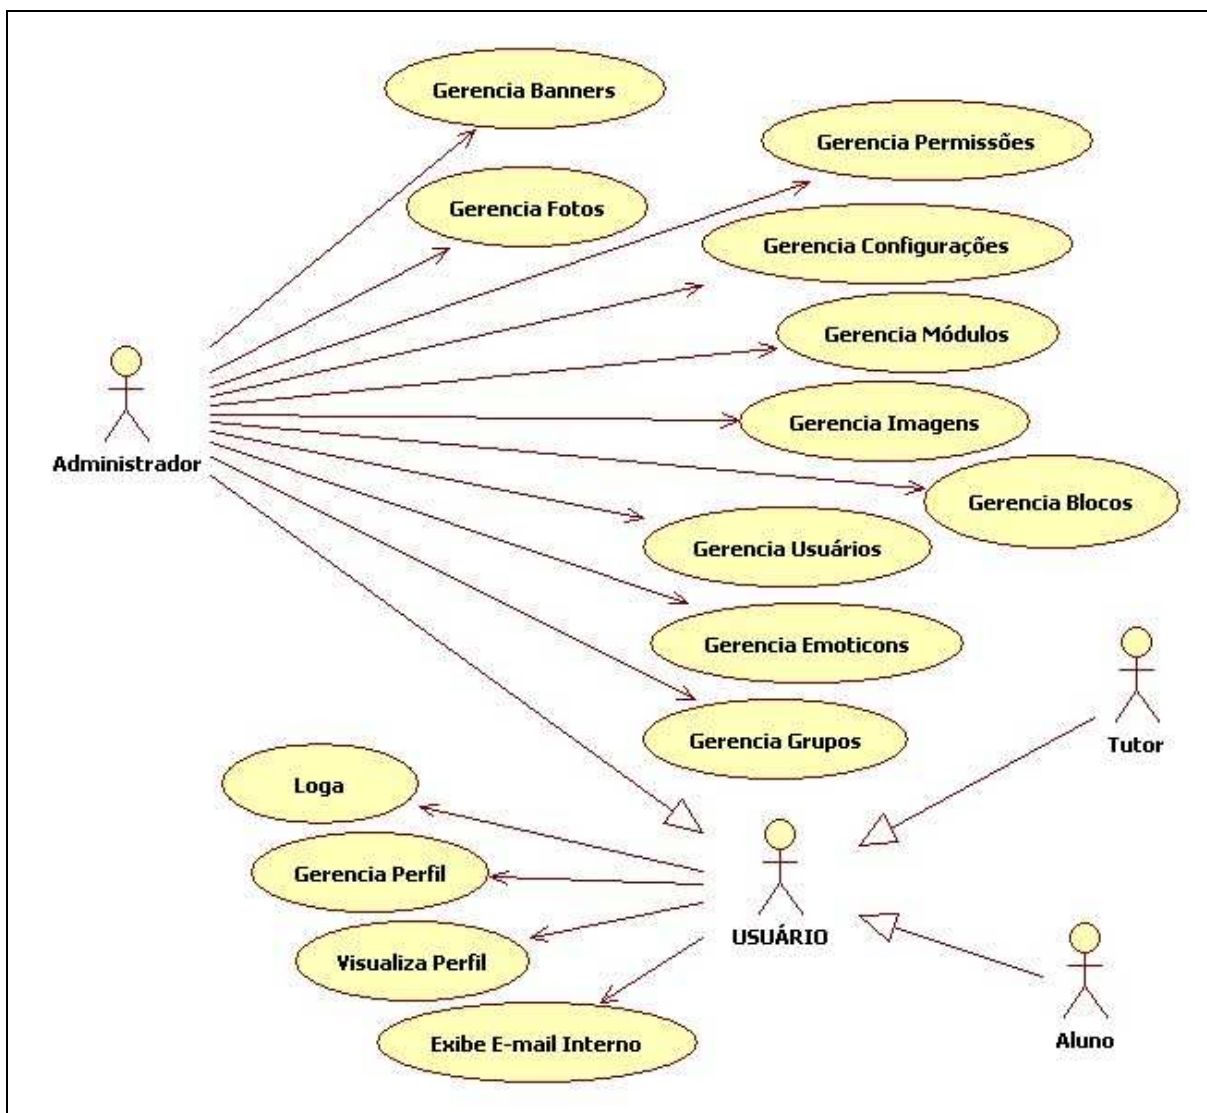 Gerencia Banners
Gerencia Permissões
Gerencia Fotos
Gerencia Configurações
Gerencia Módulos
Gerencia Imagens
Administrador
Gerencia Blocos
Gerencia Usuários
Gerencia Emoticons
Gerencia Grupos
Tutor
Loga
Gerencia Perfil
USUÁRIO
Visualiza Perfil
Exibe E-mail Interno
Aluno